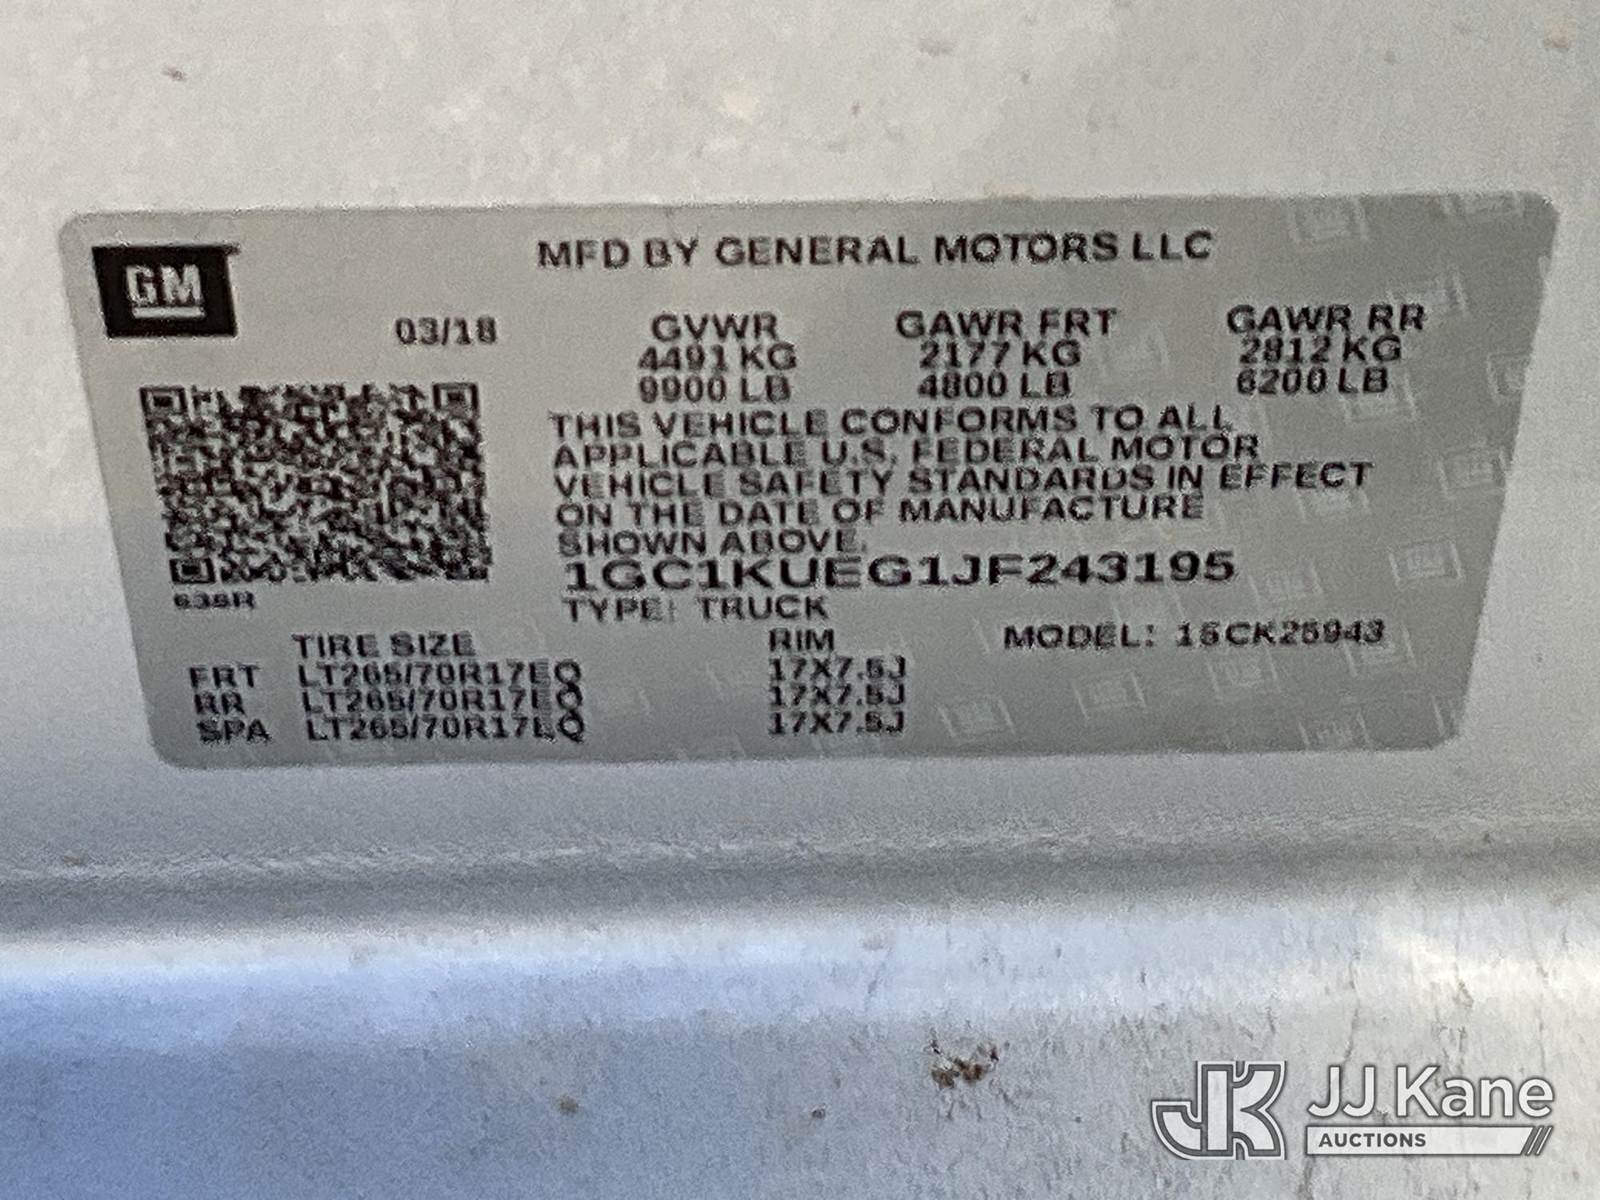 GM
MFD BY GENERAL MOTORS LLC
03/18 GVWR GAWR FRT GAWR RR
4491 KG 2177 KG 2812 KG
9900 LB 4800 LB 6200 LB
THIS VEHICLE CONFORMS TO ALL
APPLICABLE U.S. FEDERAL MOTOR
VEHICLE SAFETY STANDARDS IN EFFECT
ON THE DATE OF MANUFACTURE
SHOWN ABOVE.
1GC1KUEG1JF243195
TYPE: TRUCK
TIRE SIZE RIM MODEL: 15CK25943
FRT LT265/70R17EQ 17X7.5J
RR LT265/70R17EQ 17X7.5J
SPA LT265/70R17EQ 17X7.5J
JK JJ Kane
AUCTIONS